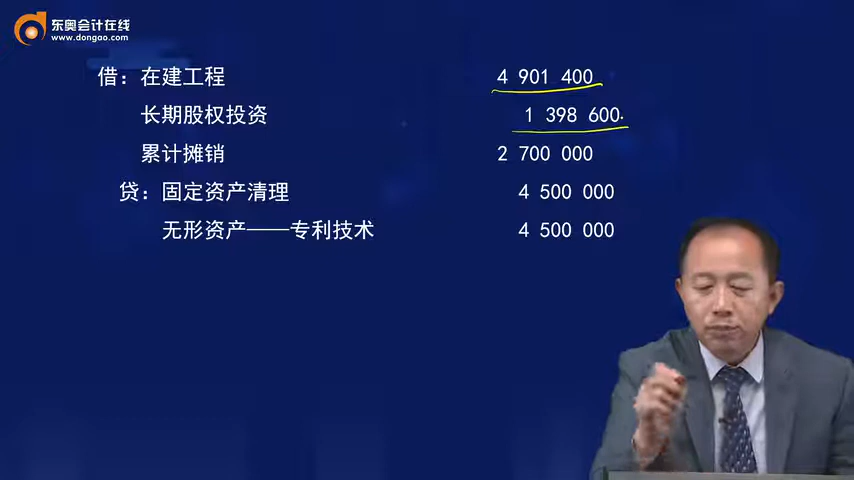 东奥会计在线
www.dongao.com
借：在建工程 4 901 400
长期股权投资 1 398 600
累计摊销 2 700 000
贷：固定资产清理 4 500 000
无形资产——专利技术 4 500 000